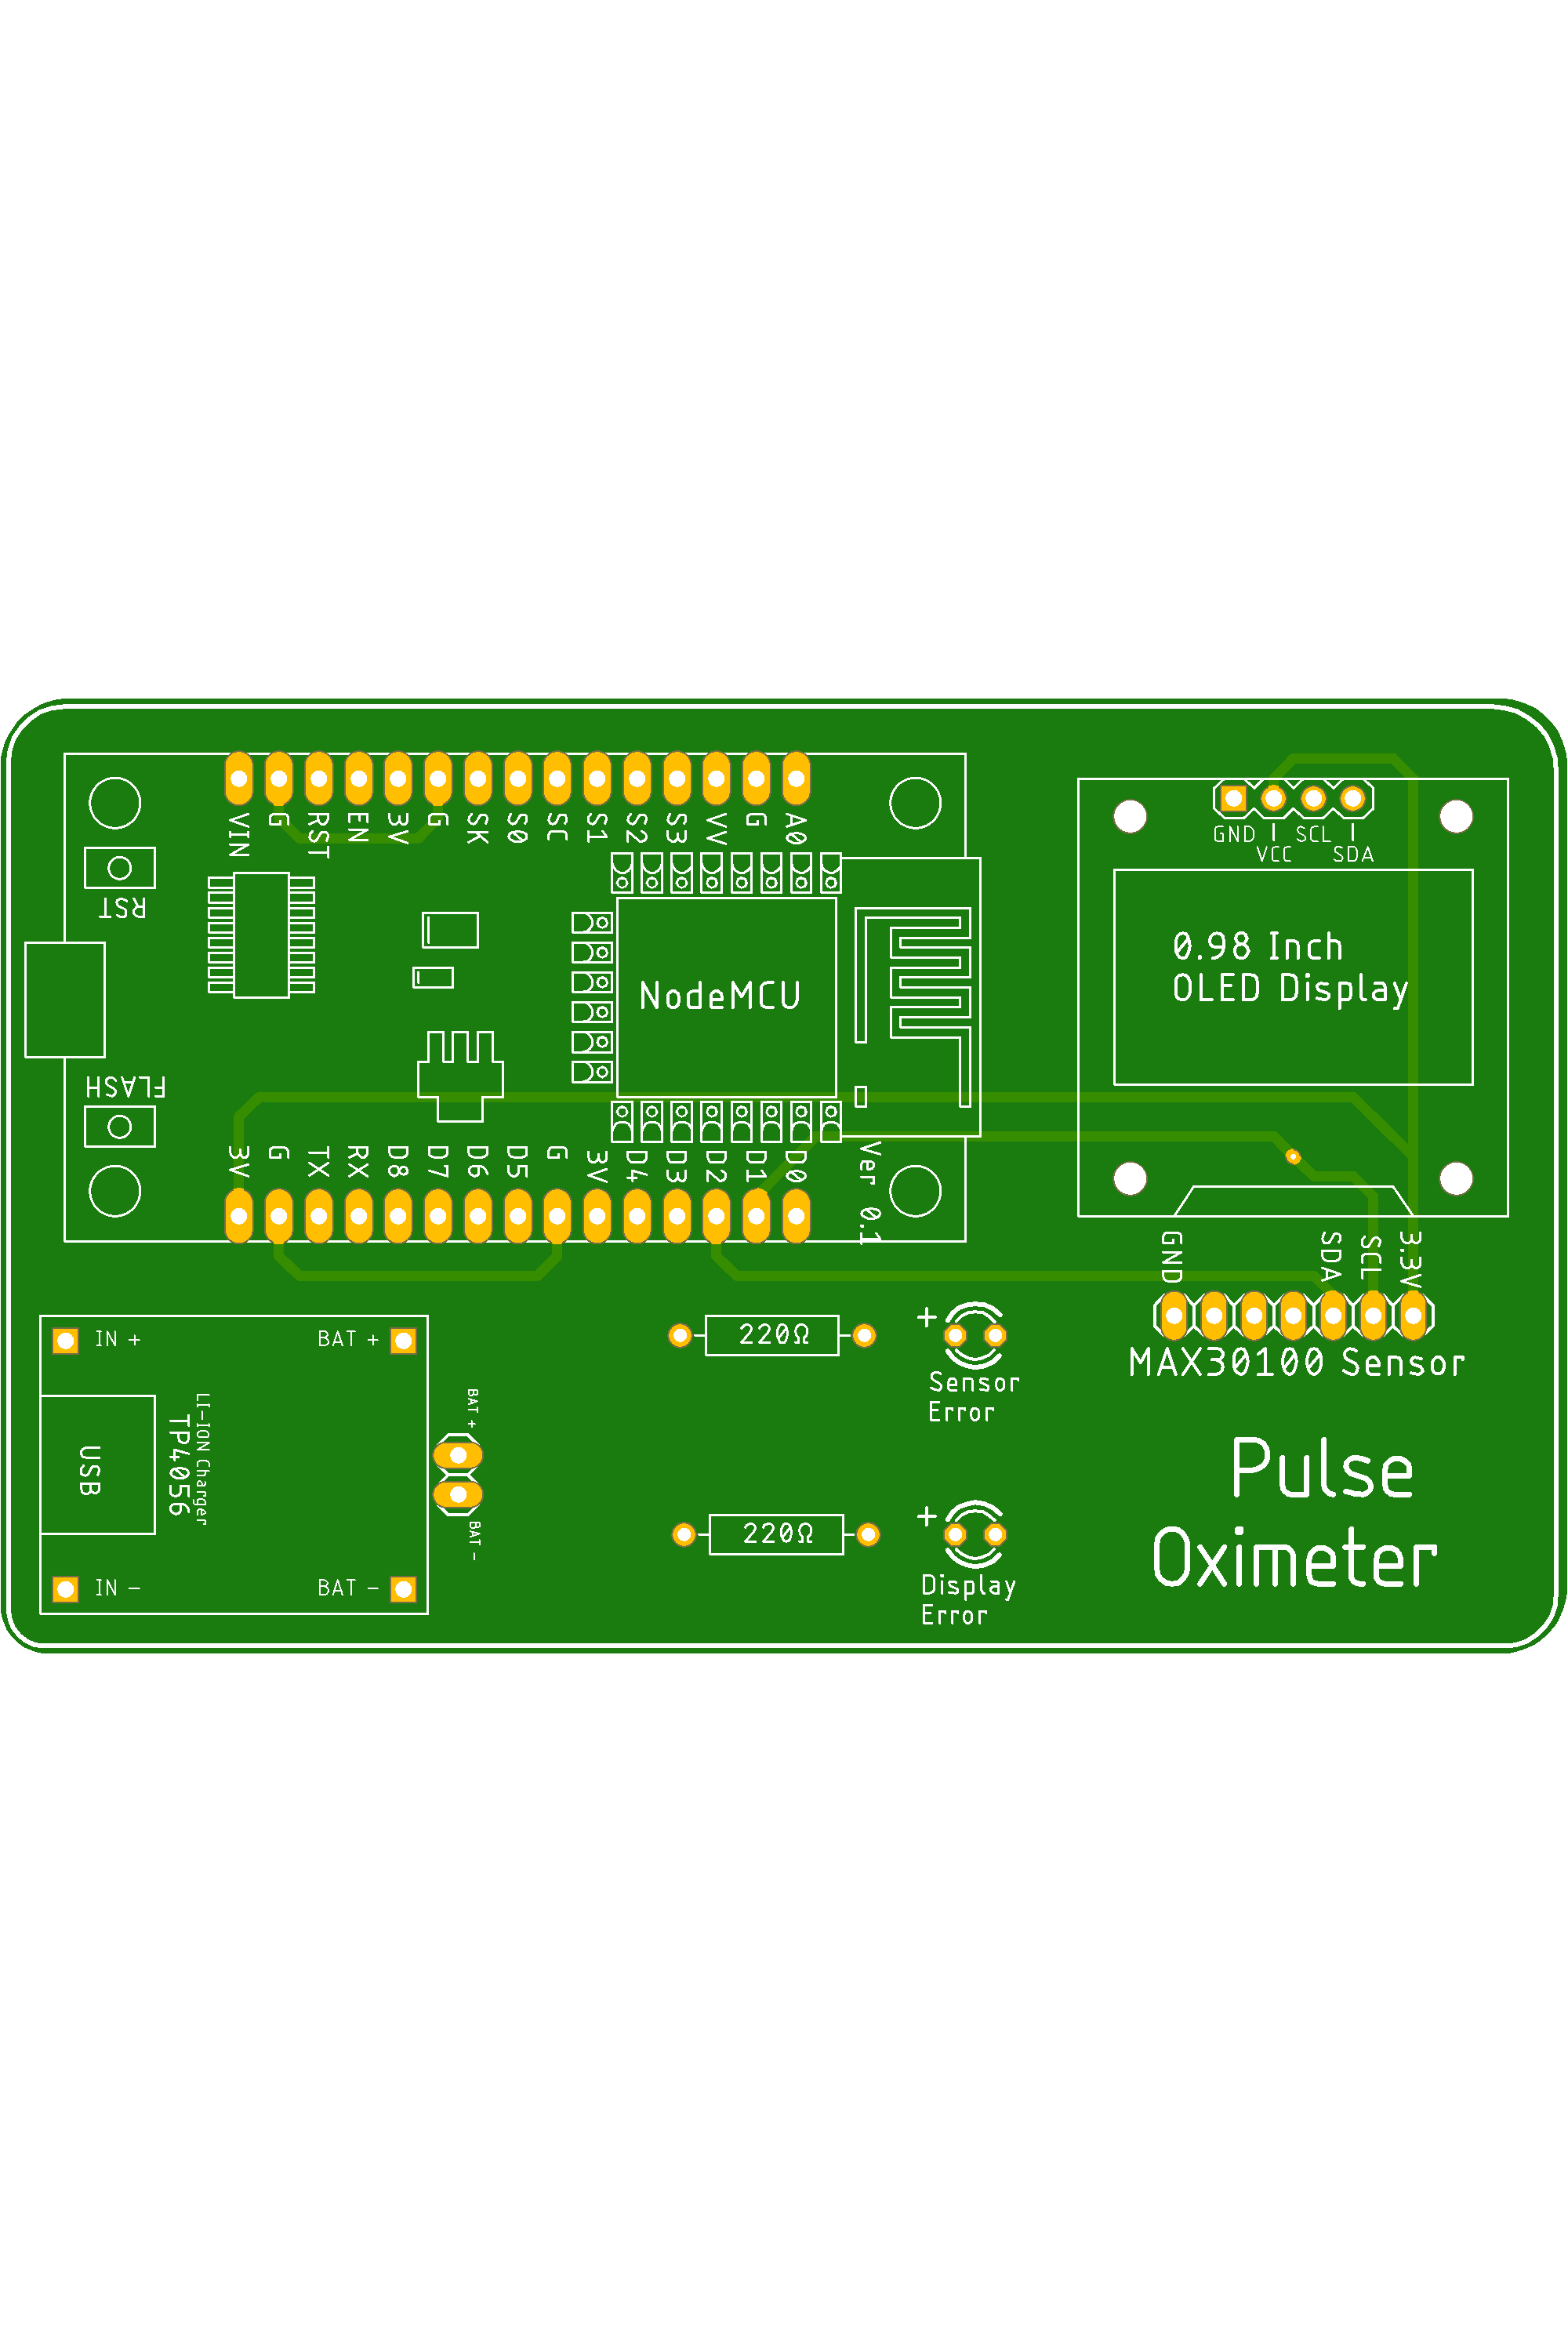 VIN
G
RST
EN
3V
G
SK
S0
SC
S1
S2
S3
VV
G
A0
GND
VCC
SCL
SDA
RST
0.98 Inch
OLED Display
NodeMCU
FLASH
3V
G
TX
RX
D8
D7
D6
D5
G
3V
D4
D3
D2
D1
D0
Ver 0.1
GND
SDA
SCL
3.3V
MAX30100 Sensor
IN +
BAT +
220Ω
+
Sensor
Error
USB
TP4056
LI-ION Charger
BAT +
BAT -
IN -
BAT -
220Ω
+
Display
Error
Pulse
Oximeter